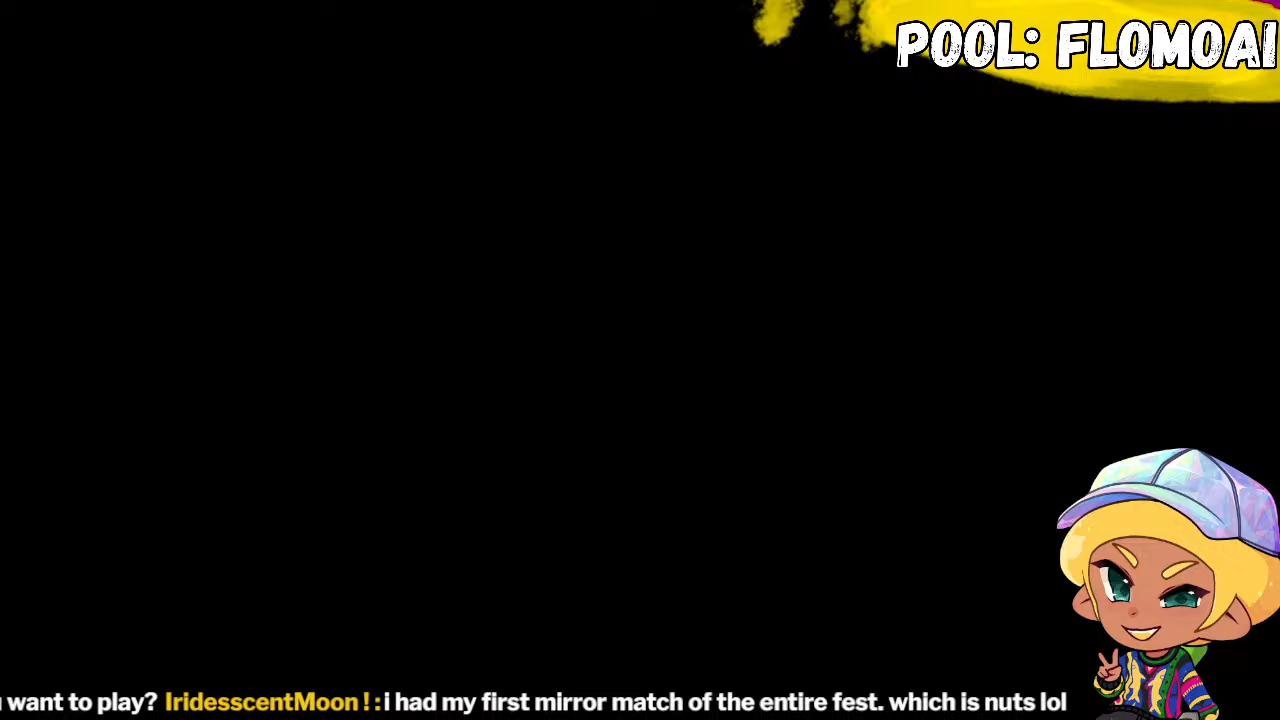 POOL: FLOMOAI
want to play? IridesscentMoon ! : i had my first mirror match of the entire fest. which is nuts lol